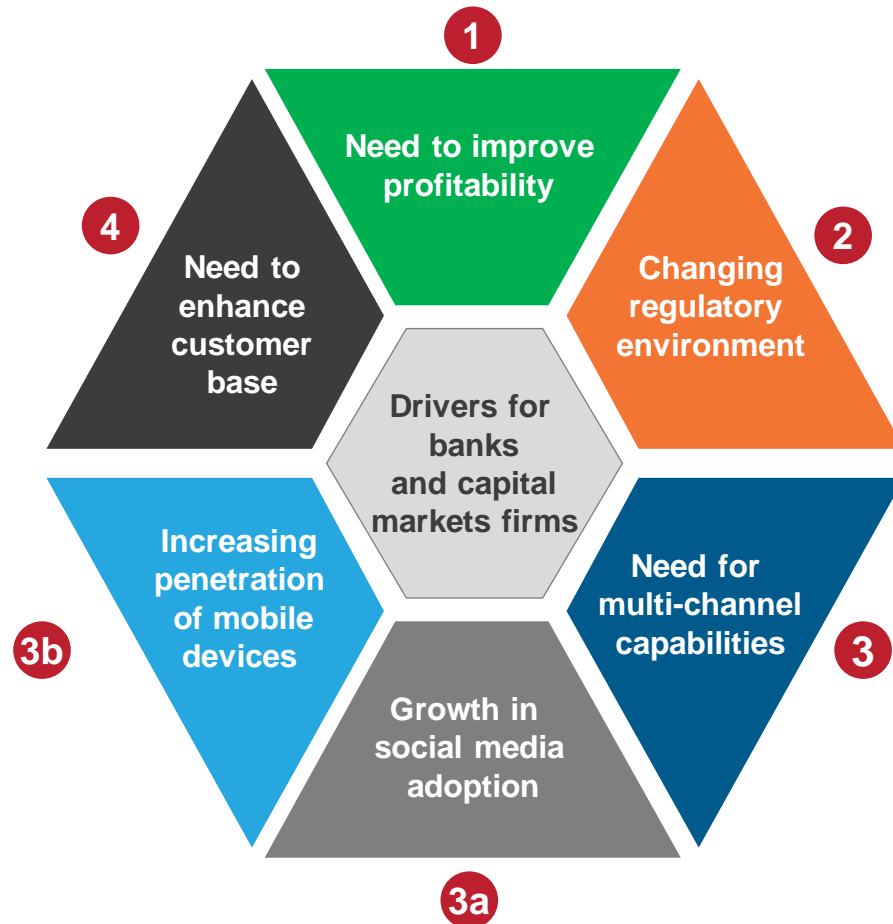 1
Need to improve
profitability
2
Changing
regulatory
environment
4
Need to
enhance
customer
base
Drivers for
banks
and capital
markets firms
Increasing
penetration
of mobile
devices
3b
Need for
multi-channel
capabilities
3
Growth in
social media
adoption
3a